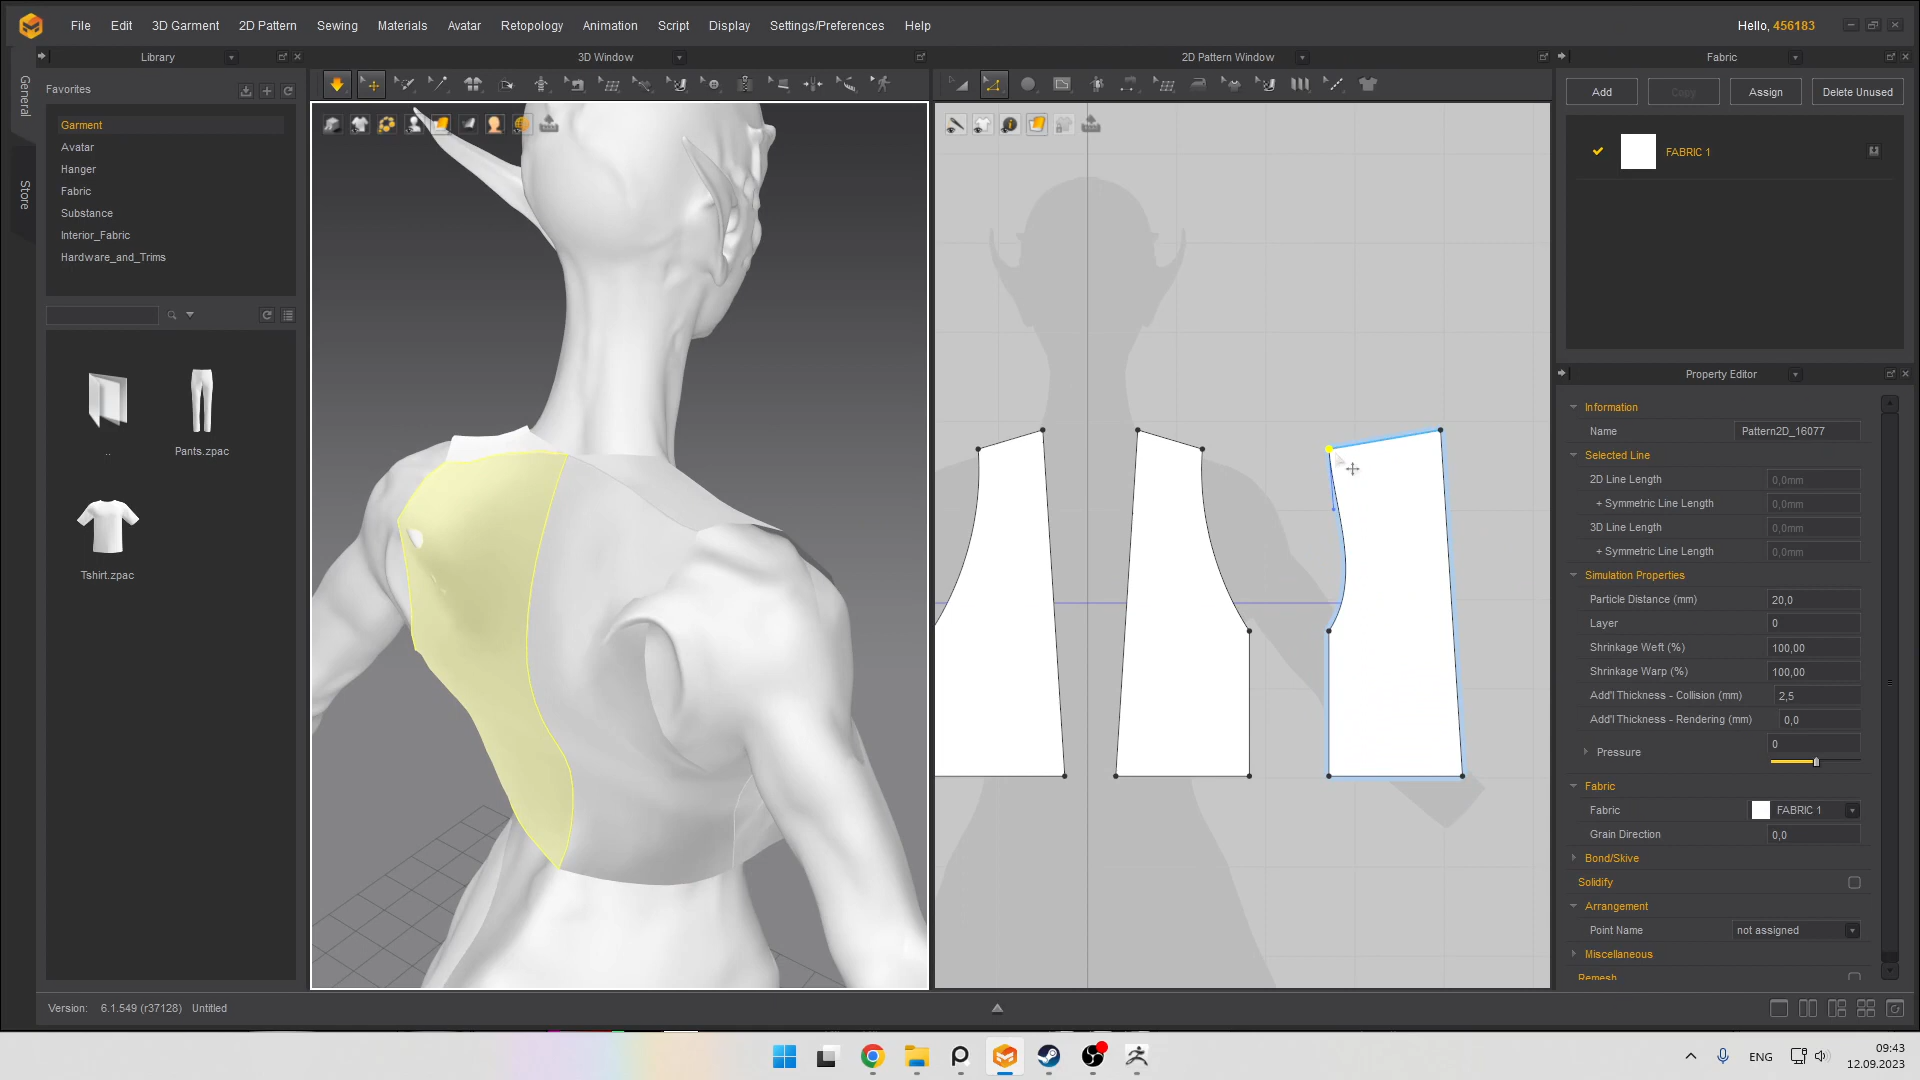 File Edit 3D Garment 2D Pattern Sewing Materials Avatar Retopology Animation Script Display Settings/Preferences Help
Hello, 456183
Library
3D Window
2D Pattern Window
Fabric
General
Store
Favorites
Garment
Avatar
Hanger
Fabric
Substance
Interior_Fabric
Hardware_and_Trims
..
Pants.zpac
Tshirt.zpac
Add Copy Assign Delete Unused
FABRIC 1
Property Editor
Information
Name Pattern2D_16077
Selected Line
2D Line Length 0,0mm
+ Symmetric Line Length 0,0mm
3D Line Length 0,0mm
+ Symmetric Line Length 0,0mm
Simulation Properties
Particle Distance (mm) 20,0
Layer 0
Shrinkage Weft (%) 100,00
Shrinkage Warp (%) 100,00
Add'l Thickness - Collision (mm) 2,5
Add'l Thickness - Rendering (mm) 0,0
Pressure 0
Fabric
Fabric FABRIC 1
Grain Direction 0,0
Bond/Skive
Solidify
Arrangement
Point Name not assigned
Miscellaneous
Remesh
Version: 6.1.549 (r37128) Untitled
ENG
09:43
12.09.2023